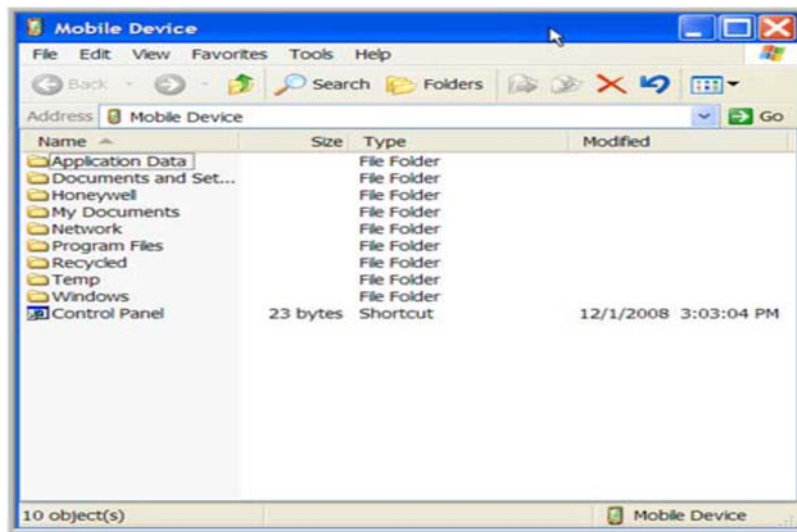 Mobile Device
File Edit View Favorites Tools Help
Back Search Folders
Address Mobile Device Go
Name Size Type Modified
Application Data File Folder
Documents and Set... File Folder
Honeywell File Folder
My Documents File Folder
Network File Folder
Program Files File Folder
Recycled File Folder
Temp File Folder
Windows File Folder
Control Panel 23 bytes Shortcut 12/1/2008 3:03:04 PM
10 object(s) Mobile Device